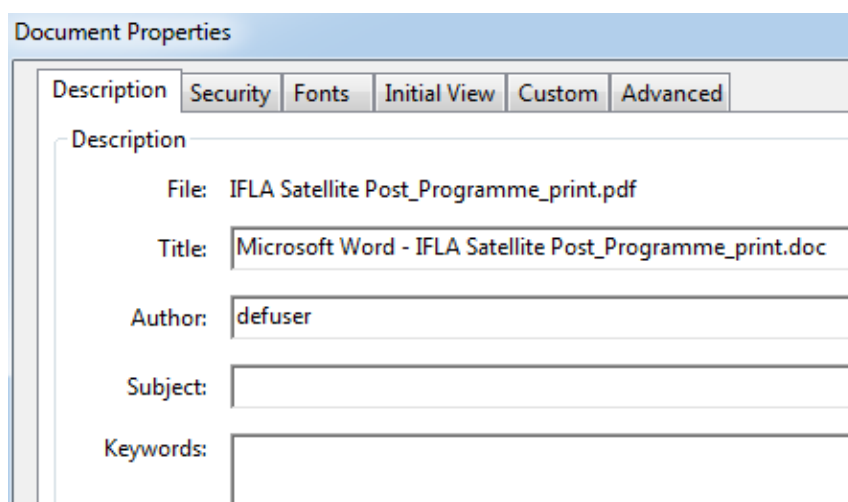 Document Properties
Description Security Fonts Initial View Custom Advanced
Description
File: IFLA Satellite Post_Programme_print.pdf
Title: Microsoft Word - IFLA Satellite Post_Programme_print.doc
Author: defuser
Subject:
Keywords: